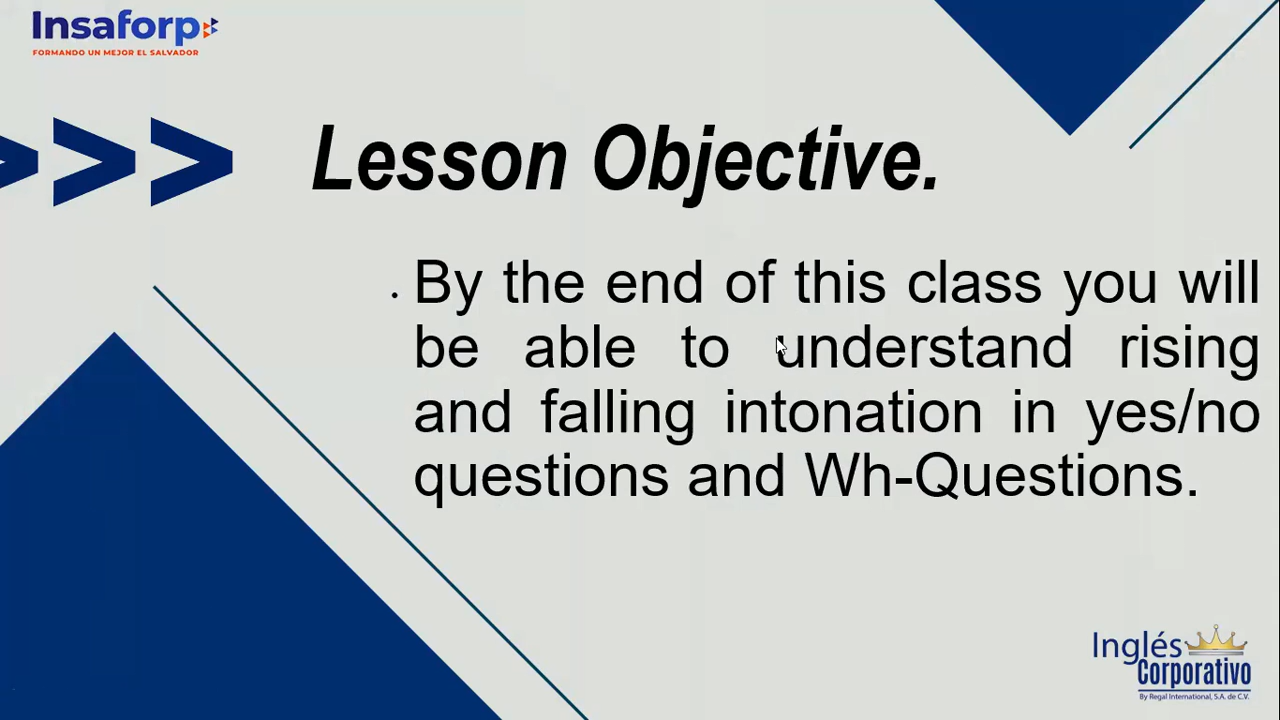 Insaforp
FORMANDO UN MEJOR EL SALVADOR
>>>
Lesson Objective.
• By the end of this class you will
be able to understand rising
and falling intonation in yes/no
questions and Wh-Questions.
Inglés
Corporativo
By Regal International, S.A. de C.V.